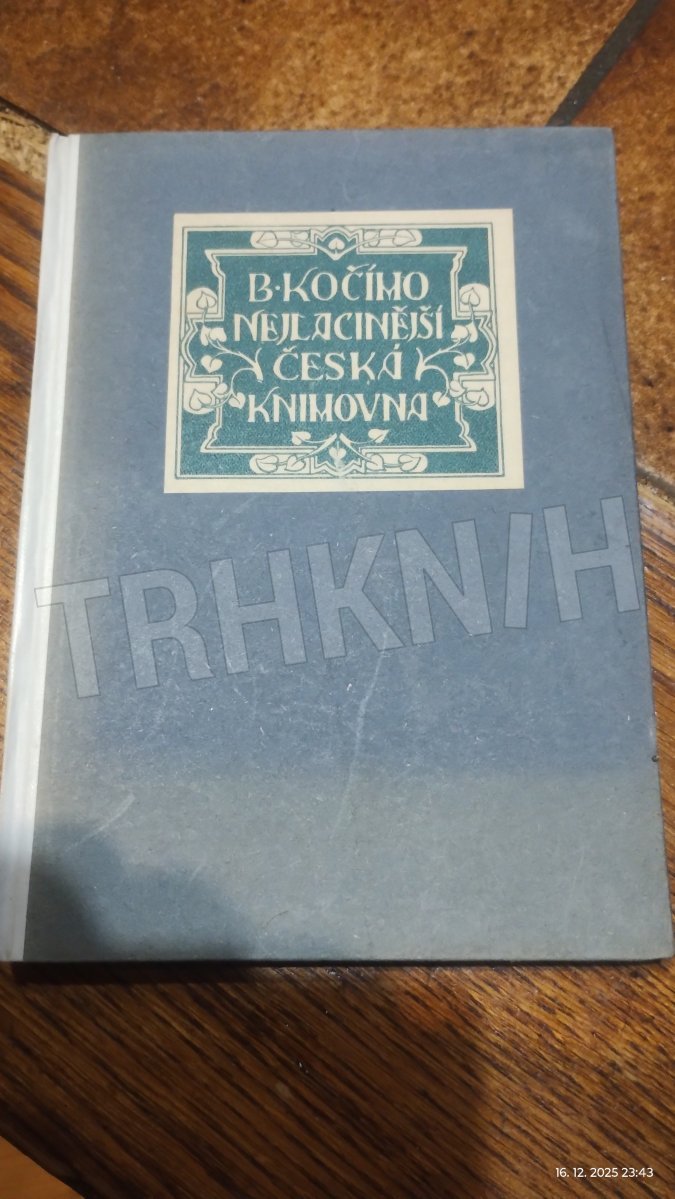 B·KOČÍHO
NEJLACINĚJŠÍ
ČESKÁ
KNIHOVNA
TRHKNIH
16. 12. 2025 23:43